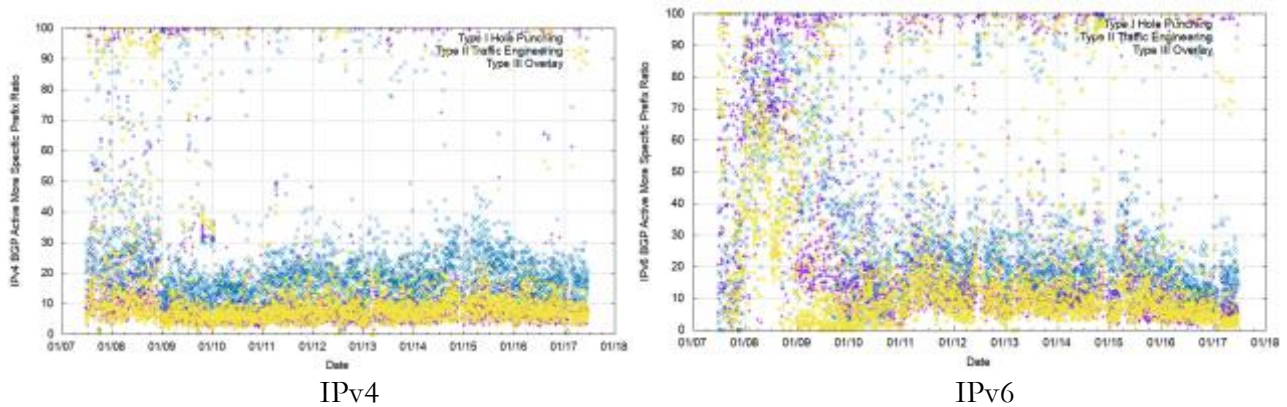 IPv4 BGP Active More Specific Prefix Ratio
100
90
80
70
60
50
40
30
20
10
0
Type I Hole Punching
Type II Traffic Engineering
Type III Overlay
01/07 01/08 01/09 01/10 01/11 01/12 01/13 01/14 01/15 01/16 01/17 01/18
Date
IPv4
IPv6 BGP Active More Specific Prefix Ratio
100
90
80
70
60
50
40
30
20
10
0
Type I Hole Punching
Type II Traffic Engineering
Type III Overlay
01/07 01/08 01/09 01/10 01/11 01/12 01/13 01/14 01/15 01/16 01/17 01/18
Date
IPv6